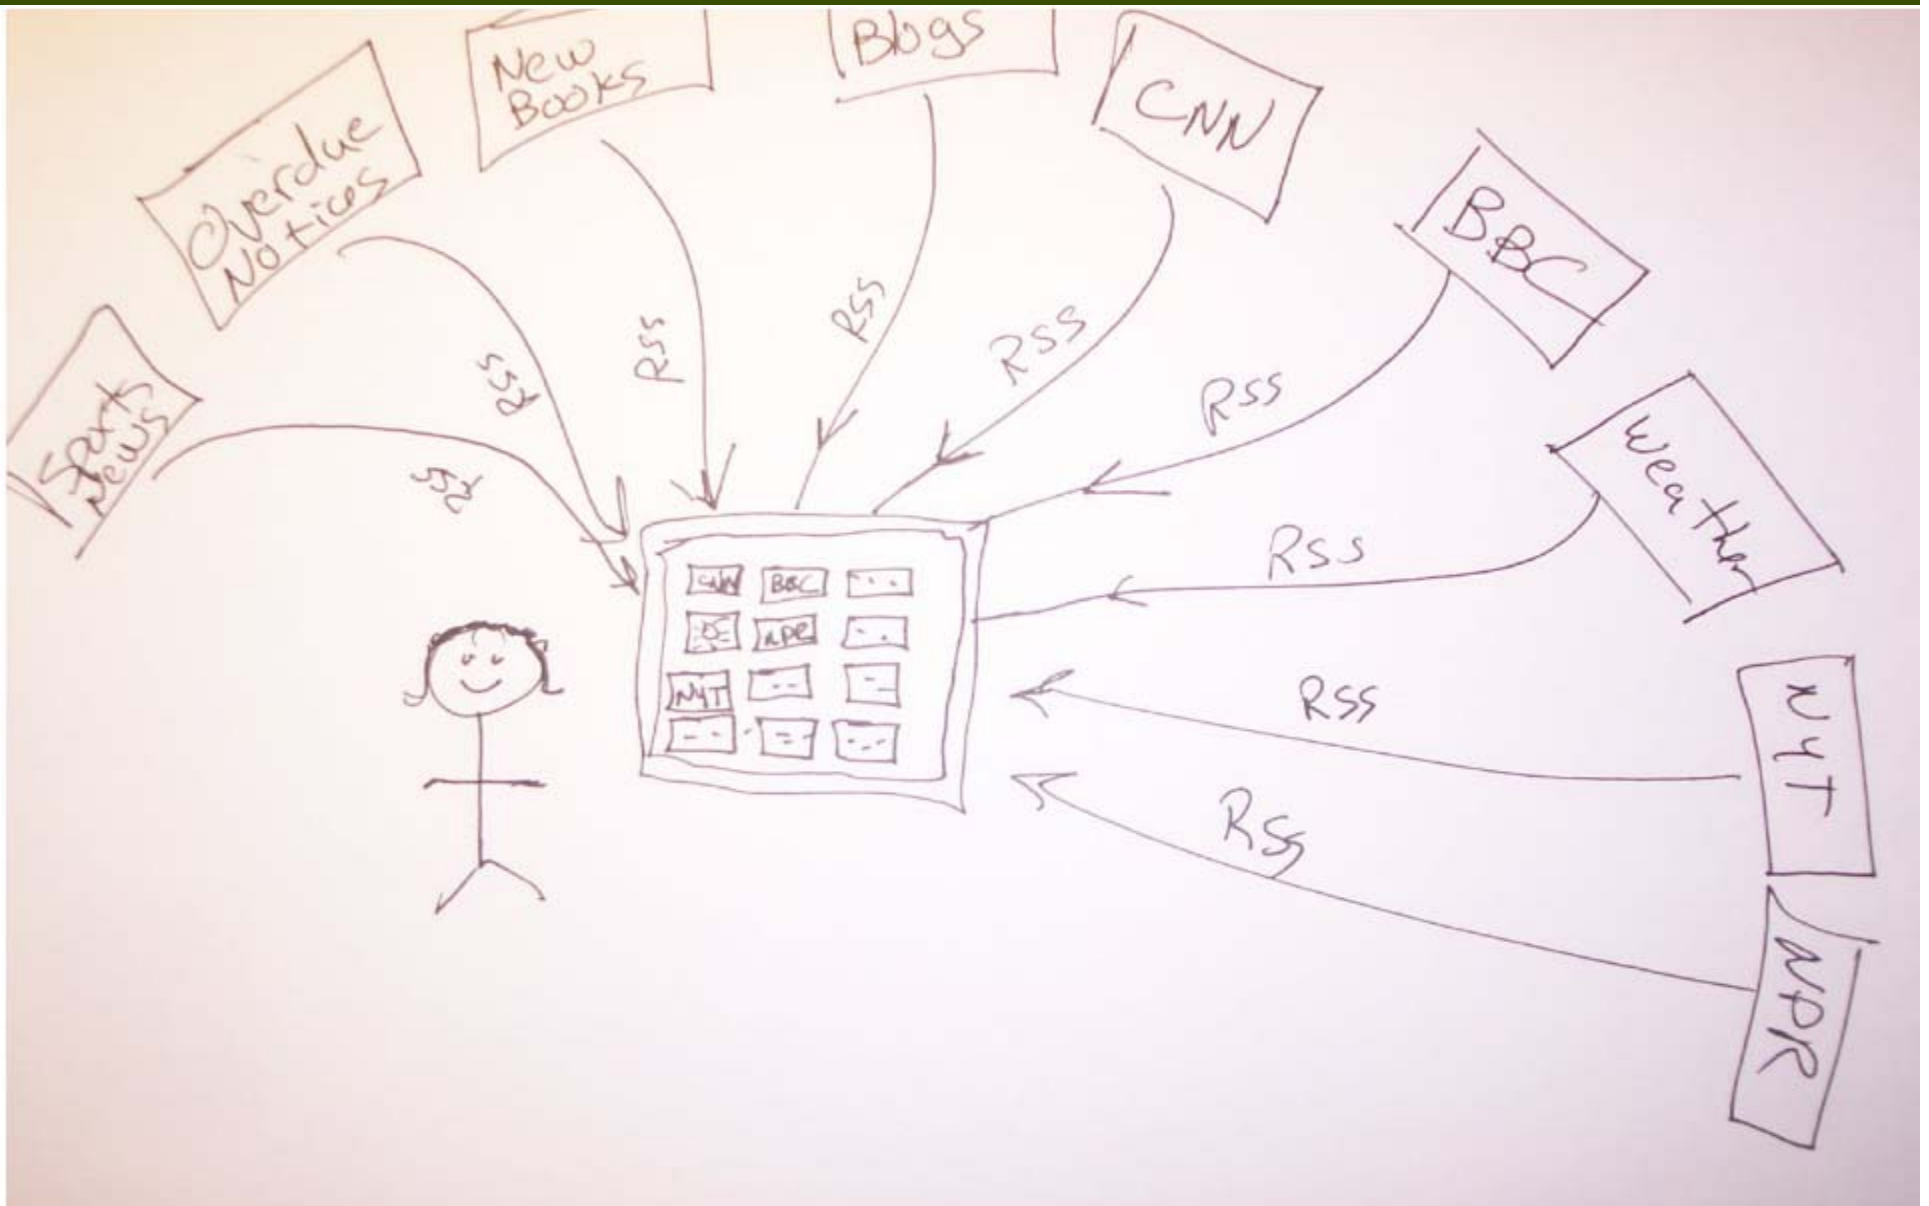 New
Books
Blogs
CNN
Overdue
Notices
BBC
Sports
News
Weather
NYT
NPR
RSS
RSS
RSS
RSS
RSS
RSS
RSS
RSS
RSS
CNN
BBC
NPR
NYT